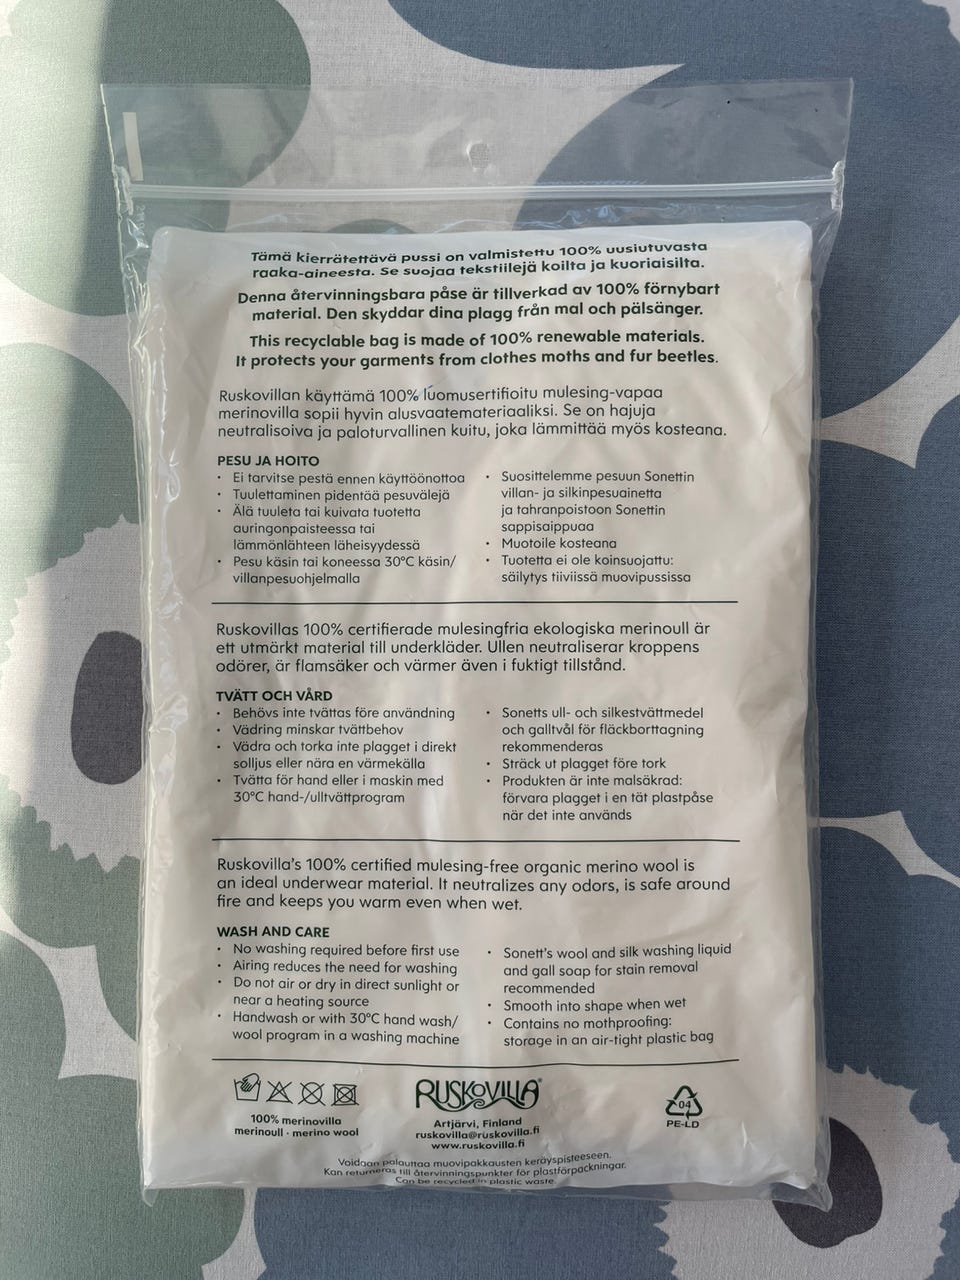 Tämä kierrätettävä pussi on valmistettu 100% uusiutuvasta
raaka-aineesta. Se suojaa tekstiilejä koilta ja kuoriaisilta.
Denna återvinningsbara påse är tillverkad av 100% förnybart
material. Den skyddar dina plagg från mal och pälsänger.
This recyclable bag is made of 100% renewable materials.
It protects your garments from clothes moths and fur beetles.
Ruskovillan käyttämä 100% luomusertifioitu mulesing-vapaa
merinovilla sopii hyvin alusvaatemateriaaliksi. Se on hajuja
neutralisoiva ja paloturvallinen kuitu, joka lämmittää myös kosteana.
PESU JA HOITO
• Ei tarvitse pestä ennen käyttöönottoa
• Tuulettaminen pidentää pesuvälejä
• Älä tuuleta tai kuivata tuotetta
auringonpaisteessa tai
lämmönlähteen läheisyydessä
• Pesu käsin tai koneessa 30°C käsin/
villanpesuohjelmalla
• Suosittelemme pesuun Sonettin
villan- ja silkinpesuainetta
ja tahranpoistoon Sonettin
sappisaippuaa
• Muotoile kosteana
• Tuotetta ei ole koinsuojattu:
säilytys tiiviissä muovipussissa
Ruskovillas 100% certifierade mulesingfria ekologiska merinoull är
ett utmärkt material till underkläder. Ullen neutraliserar kroppens
odörer, är flamsäker och värmer även i fuktigt tillstånd.
TVÄTT OCH VÅRD
• Behövs inte tvättas före användning
• Vädring minskar tvättbehov
• Vädra och torka inte plagget i direkt
solljus eller nära en värmekälla
• Tvätta för hand eller i maskin med
30°C hand-/ulltvättprogram
• Sonetts ull- och silkestvättmedel
och galltvål för fläckborttagning
rekommenderas
• Sträck ut plagget före tork
• Produkten är inte malsäkrad:
förvara plagget i en tät plastpåse
när det inte används
Ruskovilla's 100% certified mulesing-free organic merino wool is
an ideal underwear material. It neutralizes any odors, is safe around
fire and keeps you warm even when wet.
WASH AND CARE
• No washing required before first use
• Airing reduces the need for washing
• Do not air or dry in direct sunlight or
near a heating source
• Handwash or with 30°C hand wash/
wool program in a washing machine
• Sonett's wool and silk washing liquid
and gall soap for stain removal
recommended
• Smooth into shape when wet
• Contains no mothproofing:
storage in an air-tight plastic bag
100% merinovilla
merinoull · merino wool
RUSKOVILLA®
Artjärvi, Finland
ruskovilla@ruskovilla.fi
www.ruskovilla.fi
04
PE-LD
Voidaan palauttaa muovipakkausten keräyspisteeseen.
Kan returneras till återvinningspunkter för plastförpackningar.
Can be recycled in plastic waste.